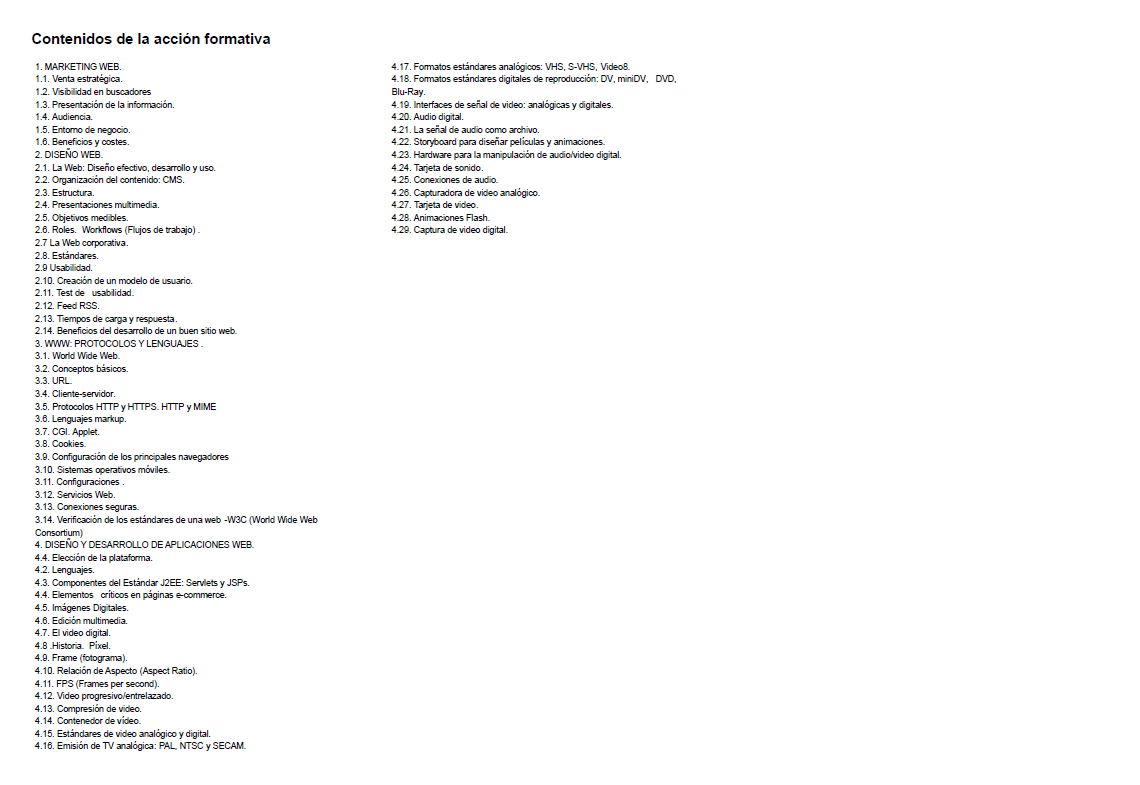 Contenidos de la acción formativa
1. MARKETING WEB.
1.1. Venta estratégica.
1.2. Visibilidad en buscadores
1.3. Presentación de la información.
1.4. Audiencia.
1.5. Entorno de negocio.
1.6. Beneficios y costes.
2. DISEÑO WEB.
2.1. La Web: Diseño efectivo, desarrollo y uso.
2.2. Organización del contenido: CMS.
2.3. Estructura.
2.4. Presentaciones multimedia.
2.5. Objetivos medibles.
2.6. Roles.  Workflows (Flujos de trabajo) .
2.7 La Web corporativa.
2.8. Estándares.
2.9 Usabilidad.
2.10. Creación de un modelo de usuario.
2.11. Test de   usabilidad.
2.12. Feed RSS.
2.13. Tiempos de carga y respuesta.
2.14. Beneficios del desarrollo de un buen sitio web.
3. WWW: PROTOCOLOS Y LENGUAJES .
3.1. World Wide Web.
3.2. Conceptos básicos.
3.3. URL.
3.4. Cliente-servidor.
3.5. Protocolos HTTP y HTTPS. HTTP y MIME
3.6. Lenguajes markup.
3.7. CGI. Applet.
3.8. Cookies.
3.9. Configuración de los principales navegadores
3.10. Sistemas operativos móviles.
3.11. Configuraciones .
3.12. Servicios Web.
3.13. Conexiones seguras.
3.14. Verificación de los estándares de una web -W3C (World Wide Web
Consortium)
4. DISEÑO Y DESARROLLO DE APLICACIONES WEB.
4.4. Elección de la plataforma.
4.2. Lenguajes.
4.3. Componentes del Estándar J2EE: Servlets y JSPs.
4.4. Elementos   críticos en páginas e-commerce.
4.5. Imágenes Digitales.
4.6. Edición multimedia.
4.7. El video digital.
4.8 .Historia.  Píxel.
4.9. Frame (fotograma).
4.10. Relación de Aspecto (Aspect Ratio).
4.11. FPS (Frames per second).
4.12. Video progresivo/entrelazado.
4.13. Compresión de video.
4.14. Contenedor de vídeo.
4.15. Estándares de video analógico y digital.
4.16. Emisión de TV analógica: PAL, NTSC y SECAM.
4.17. Formatos estándares analógicos: VHS, S-VHS, Video8.
4.18. Formatos estándares digitales de reproducción: DV, miniDV,   DVD,
Blu-Ray.
4.19. Interfaces de señal de video: analógicas y digitales.
4.20. Audio digital.
4.21. La señal de audio como archivo.
4.22. Storyboard para diseñar películas y animaciones.
4.23. Hardware para la manipulación de audio/video digital.
4.24. Tarjeta de sonido.
4.25. Conexiones de audio.
4.26. Capturadora de video analógico.
4.27. Tarjeta de video.
4.28. Animaciones Flash.
4.29. Captura de video digital.